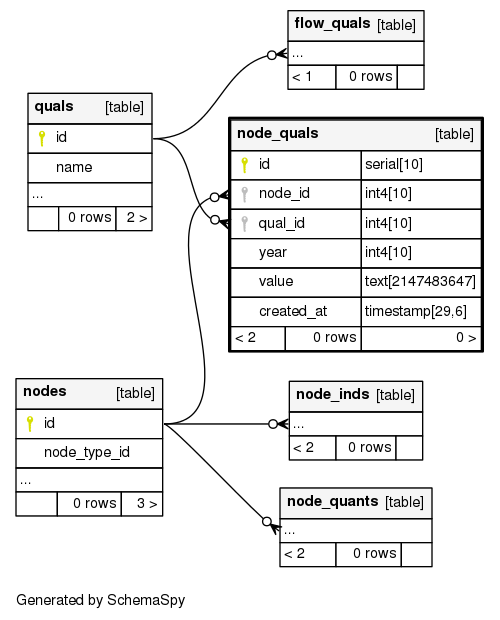 flow_quals [table]
...
< 1 0 rows
quals [table]
id
name
...
0 rows 2 >
node_quals [table]
id serial[10]
node_id int4[10]
qual_id int4[10]
year int4[10]
value text[2147483647]
created_at timestamp[29,6]
< 2 0 rows 0 >
nodes [table]
id
node_type_id
...
0 rows 3 >
node_inds [table]
...
< 2 0 rows
node_quants [table]
...
< 2 0 rows
Generated by SchemaSpy